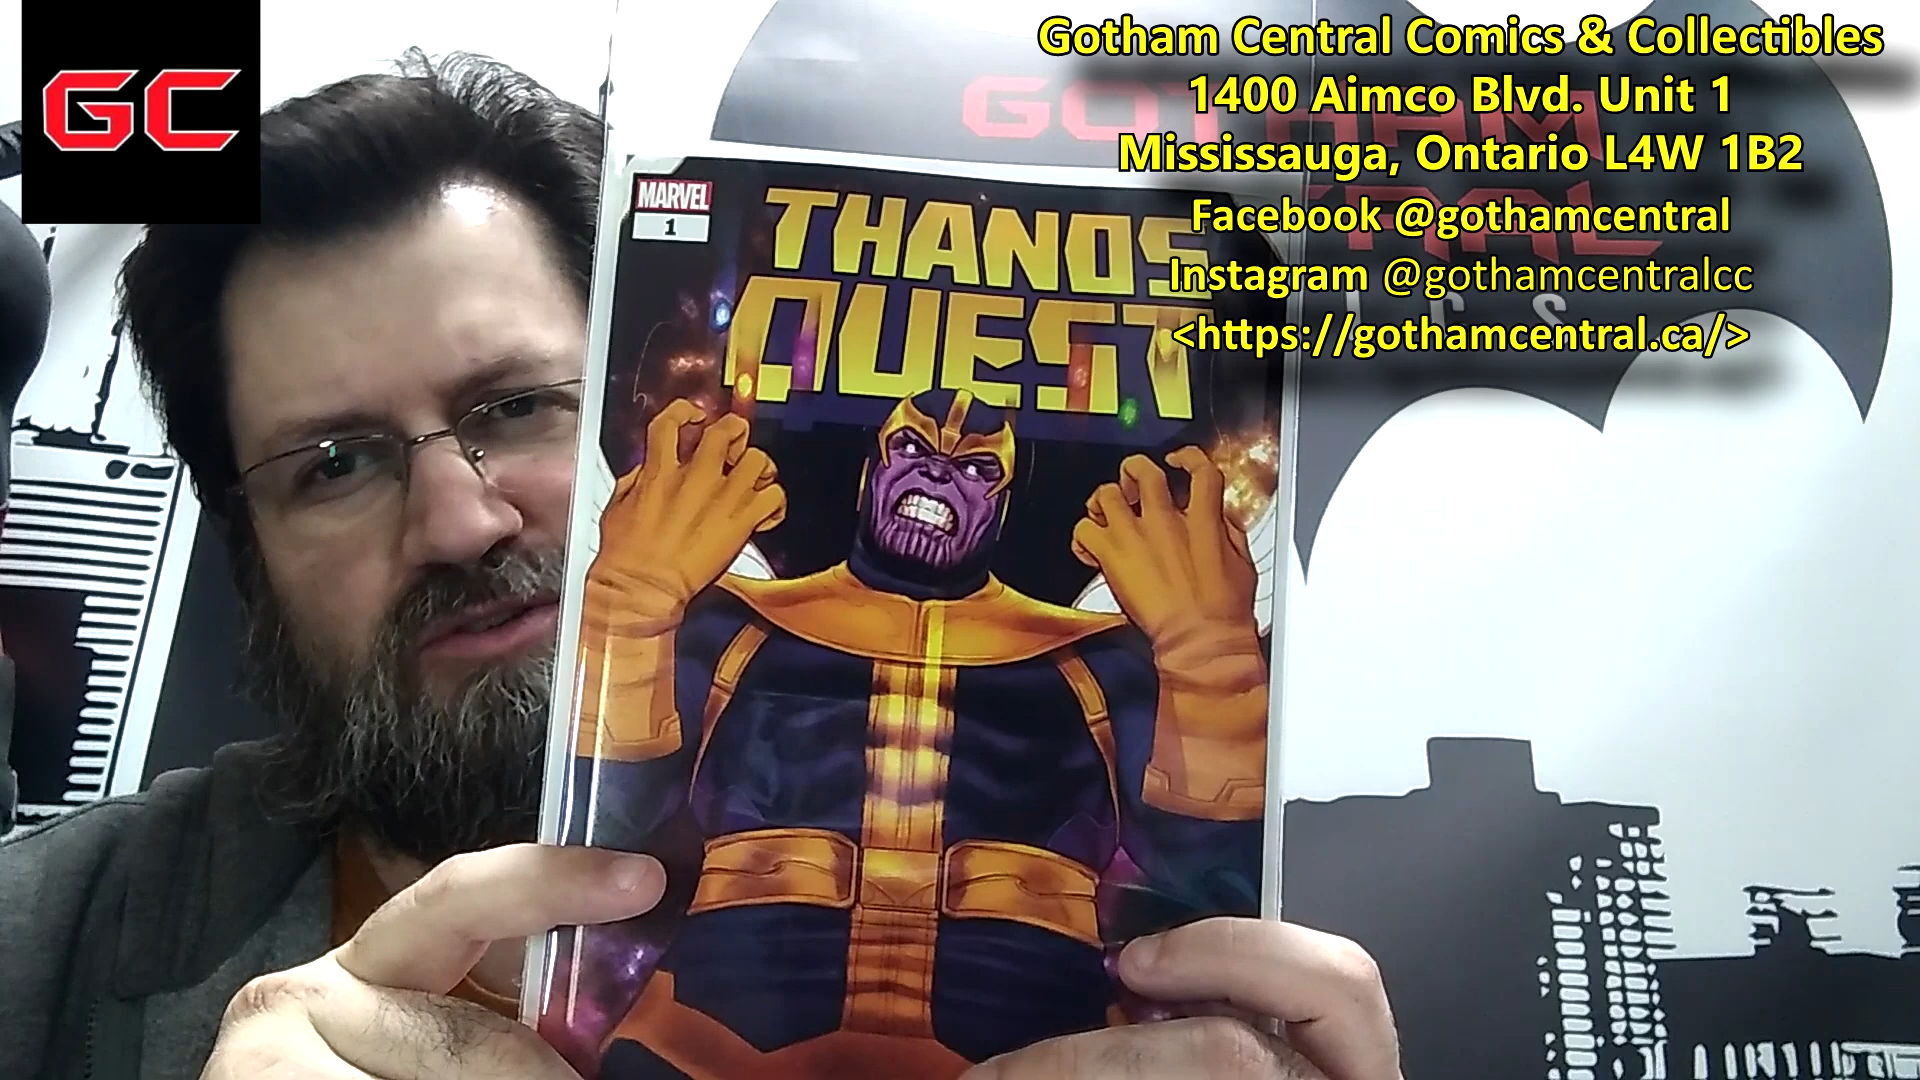 GC
Gotham Central Comics & Collectibles
1400 Aimco Blvd. Unit 1
Mississauga, Ontario L4W 1B2
Facebook @gothamcentral
Instagram @gothamcentralcc
<https://gothamcentral.ca/>
MARVEL
1
THANOS
QUEST